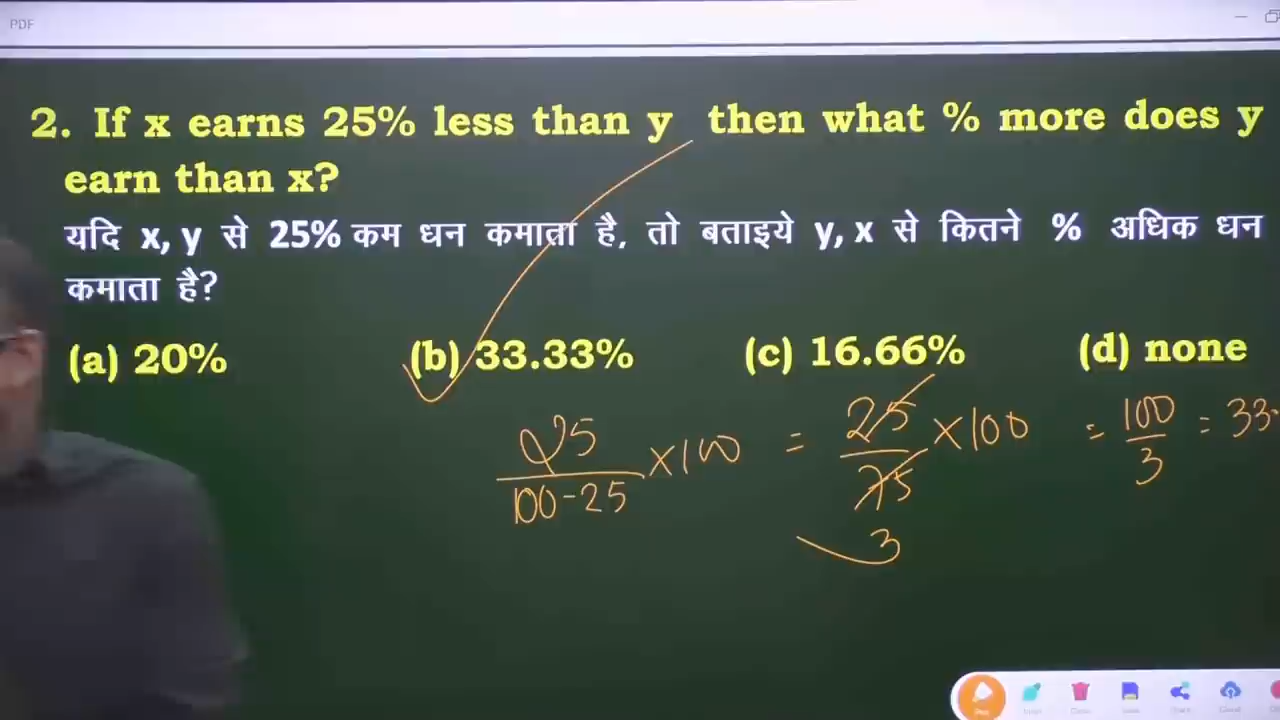 PDF
2. If x earns 25% less than y then what % more does y
earn than x?
यदि x, y से 25% कम धन कमाता है, तो बताइये y, x से कितने % अधिक धन
कमाता है?
(a) 20% (b) 33.33% (c) 16.66% (d) none
25/100-25 ×100 = 25/75 ×100 = 100/3 = 33.
3